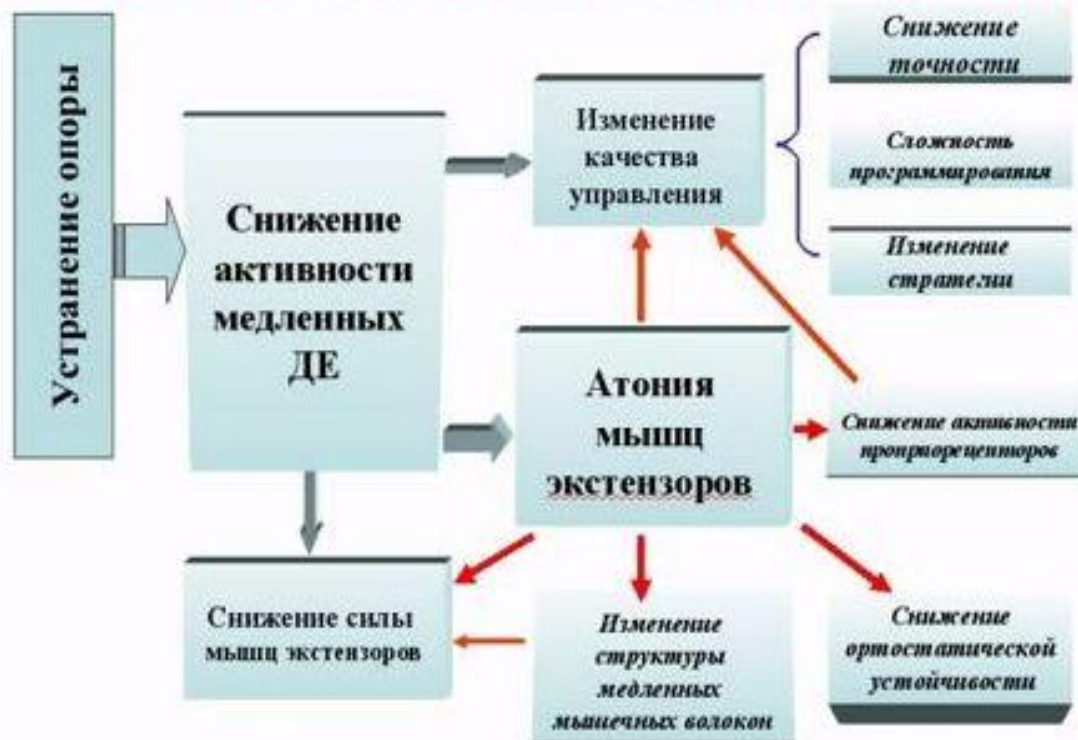 Устранение опоры
Снижение
активности
медленных
ДЕ
Изменение
качества
управления
Снижение
точности
Сложность
программирования
Изменение
стратегии
Атония
мышц
экстензоров
Снижение активности
проприорецепторов
Снижение силы
мышц экстензоров
Изменение
структуры
медленных
мышечных волокон
Снижение
ортостатической
устойчивости